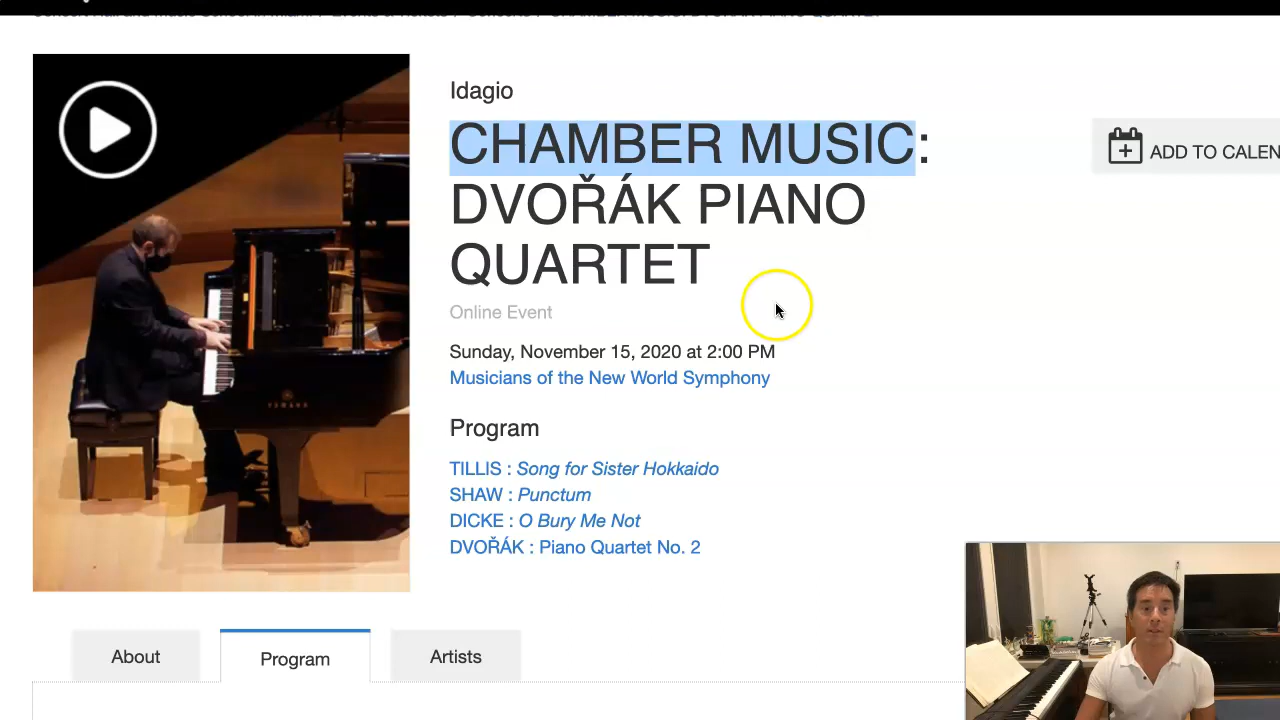 Idagio
CHAMBER MUSIC:
DVOŘÁK PIANO
QUARTET
ADD TO CALEN
Online Event
Sunday, November 15, 2020 at 2:00 PM
Musicians of the New World Symphony
Program
TILLIS : Song for Sister Hokkaido
SHAW : Punctum
DICKE : O Bury Me Not
DVOŘÁK : Piano Quartet No. 2
YAMAHA
About
Program
Artists